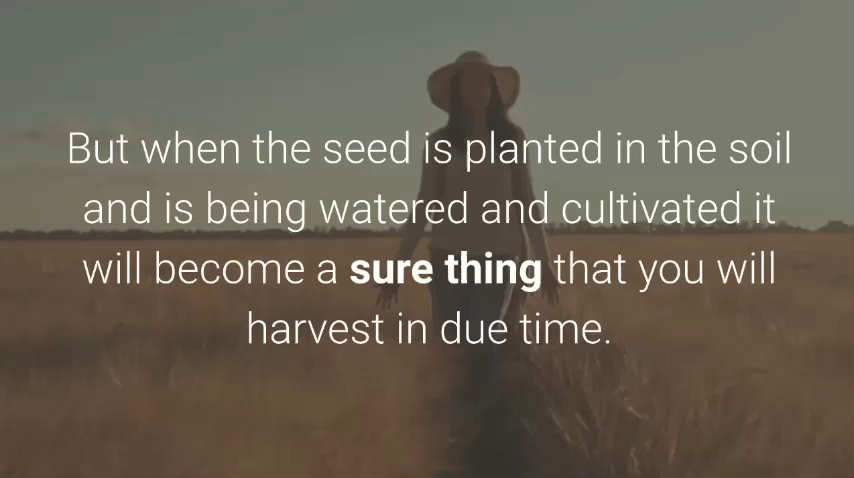 But when the seed is planted in the soil
and is being watered and cultivated it
will become a sure thing that you will
harvest in due time.